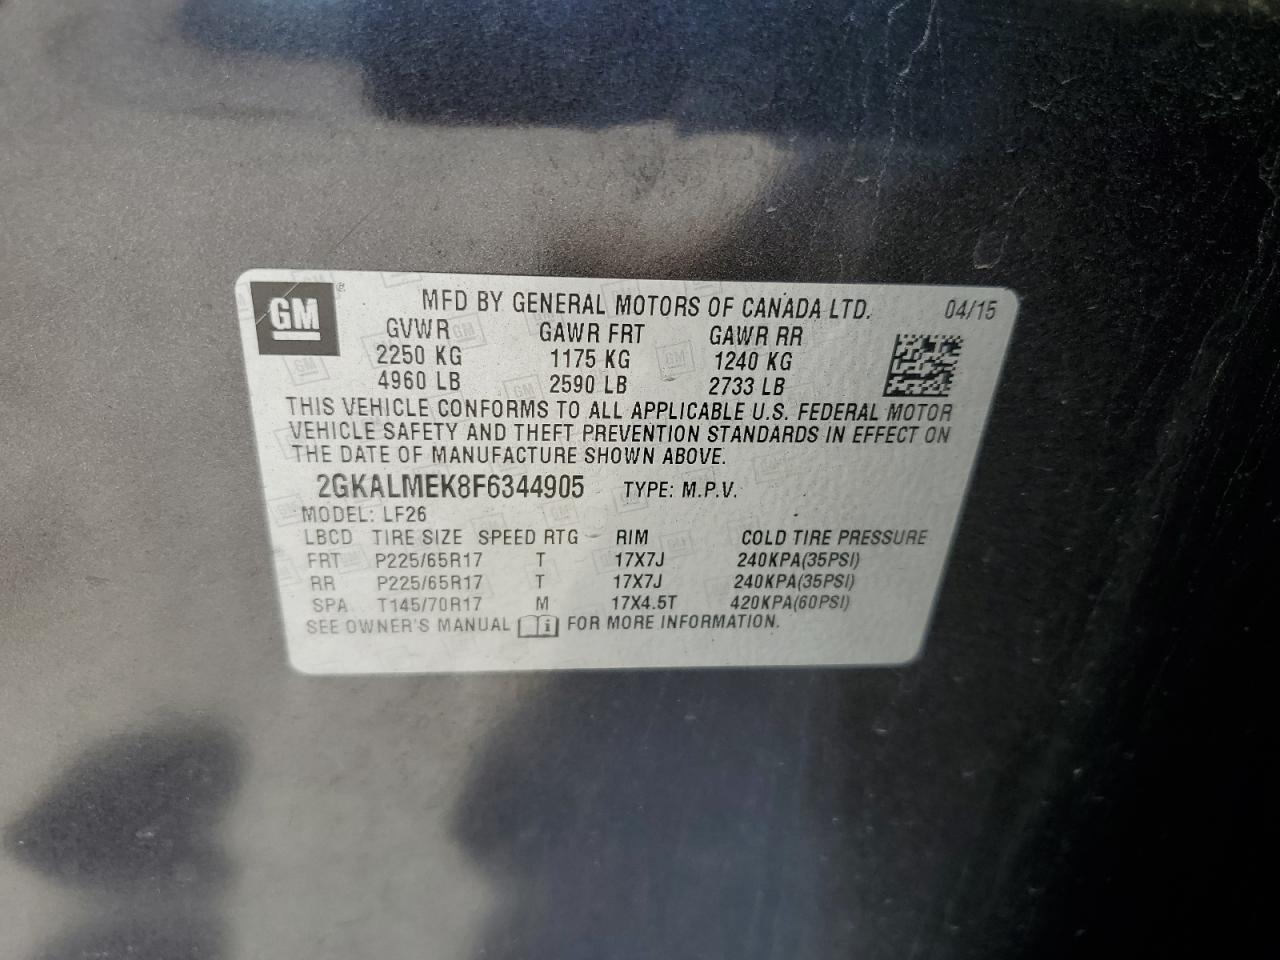 GM ®
MFD BY GENERAL MOTORS OF CANADA LTD. 04/15
GVWR GAWR FRT GAWR RR
2250 KG 1175 KG 1240 KG
4960 LB 2590 LB 2733 LB
THIS VEHICLE CONFORMS TO ALL APPLICABLE U.S. FEDERAL MOTOR
VEHICLE SAFETY AND THEFT PREVENTION STANDARDS IN EFFECT ON
THE DATE OF MANUFACTURE SHOWN ABOVE.
2GKALMEK8F6344905 TYPE: M.P.V.
MODEL: LF26
LBCD TIRE SIZE SPEED RTG RIM COLD TIRE PRESSURE
FRT P225/65R17 T 17X7J 240KPA(35PSI)
RR P225/65R17 T 17X7J 240KPA(35PSI)
SPA T145/70R17 M 17X4.5T 420KPA(60PSI)
SEE OWNER'S MANUAL i FOR MORE INFORMATION.